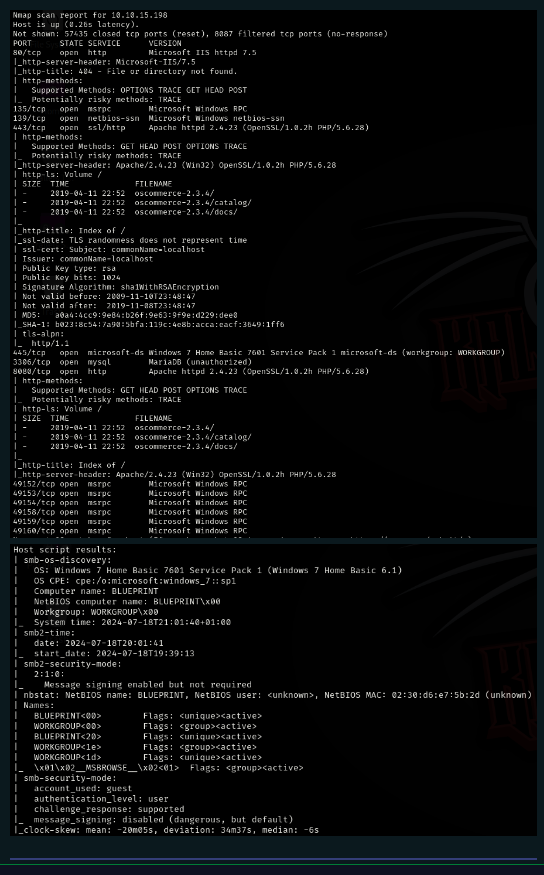 Nmap scan report for 10.10.15.198
Host is up (0.26s latency).
Not shown: 57435 closed tcp ports (reset), 8087 filtered tcp ports (no-response)
PORT      STATE SERVICE      VERSION
80/tcp    open  http         Microsoft IIS httpd 7.5
|_http-server-header: Microsoft-IIS/7.5
|_http-title: 404 - File or directory not found.
| http-methods:
|   Supported Methods: OPTIONS TRACE GET HEAD POST
|_  Potentially risky methods: TRACE
135/tcp   open  msrpc        Microsoft Windows RPC
139/tcp   open  netbios-ssn  Microsoft Windows netbios-ssn
443/tcp   open  ssl/http     Apache httpd 2.4.23 (OpenSSL/1.0.2h PHP/5.6.28)
| http-methods:
|   Supported Methods: GET HEAD POST OPTIONS TRACE
|_  Potentially risky methods: TRACE
|_http-server-header: Apache/2.4.23 (Win32) OpenSSL/1.0.2h PHP/5.6.28
| http-ls: Volume /
| SIZE  TIME              FILENAME
| -     2019-04-11 22:52  oscommerce-2.3.4/
| -     2019-04-11 22:52  oscommerce-2.3.4/catalog/
| -     2019-04-11 22:52  oscommerce-2.3.4/docs/
|_
|_http-title: Index of /
|_ssl-date: TLS randomness does not represent time
| ssl-cert: Subject: commonName=localhost
| Issuer: commonName=localhost
| Public Key type: rsa
| Public Key bits: 1024
| Signature Algorithm: sha1WithRSAEncryption
| Not valid before: 2009-11-10T23:48:47
| Not valid after:  2019-11-08T23:48:47
| MD5:   a0a4:4cc9:9e84:b26f:9e63:9f9e:d229:dee0
|_SHA-1: b023:8c54:7a90:5bfa:119c:4e8b:acca:eacf:3649:1ff6
| tls-alpn:
|_  http/1.1
445/tcp   open  microsoft-ds Windows 7 Home Basic 7601 Service Pack 1 microsoft-ds (workgroup: WORKGROUP)
3306/tcp  open  mysql        MariaDB (unauthorized)
8080/tcp  open  http         Apache httpd 2.4.23 (OpenSSL/1.0.2h PHP/5.6.28)
| http-methods:
|   Supported Methods: GET HEAD POST OPTIONS TRACE
|_  Potentially risky methods: TRACE
| http-ls: Volume /
| SIZE  TIME              FILENAME
| -     2019-04-11 22:52  oscommerce-2.3.4/
| -     2019-04-11 22:52  oscommerce-2.3.4/catalog/
| -     2019-04-11 22:52  oscommerce-2.3.4/docs/
|_
|_http-title: Index of /
|_http-server-header: Apache/2.4.23 (Win32) OpenSSL/1.0.2h PHP/5.6.28
49152/tcp open  msrpc        Microsoft Windows RPC
49153/tcp open  msrpc        Microsoft Windows RPC
49154/tcp open  msrpc        Microsoft Windows RPC
49158/tcp open  msrpc        Microsoft Windows RPC
49159/tcp open  msrpc        Microsoft Windows RPC
49160/tcp open  msrpc        Microsoft Windows RPC
Host script results:
| smb-os-discovery:
|   OS: Windows 7 Home Basic 7601 Service Pack 1 (Windows 7 Home Basic 6.1)
|   OS CPE: cpe:/o:microsoft:windows_7::sp1
|   Computer name: BLUEPRINT
|   NetBIOS computer name: BLUEPRINT\x00
|   Workgroup: WORKGROUP\x00
|_  System time: 2024-07-18T21:01:40+01:00
| smb2-time:
|   date: 2024-07-18T20:01:41
|_  start_date: 2024-07-18T19:39:13
| smb2-security-mode:
|   2:1:0:
|_    Message signing enabled but not required
| nbstat: NetBIOS name: BLUEPRINT, NetBIOS user: <unknown>, NetBIOS MAC: 02:30:d6:e7:5b:2d (unknown)
| Names:
|   BLUEPRINT<00>        Flags: <unique><active>
|   WORKGROUP<00>        Flags: <group><active>
|   BLUEPRINT<20>        Flags: <unique><active>
|   WORKGROUP<1e>        Flags: <group><active>
|   WORKGROUP<1d>        Flags: <unique><active>
|_  \x01\x02__MSBROWSE__\x02<01>  Flags: <group><active>
| smb-security-mode:
|   account_used: guest
|   authentication_level: user
|   challenge_response: supported
|_  message_signing: disabled (dangerous, but default)
|_clock-skew: mean: -20m05s, deviation: 34m37s, median: -6s